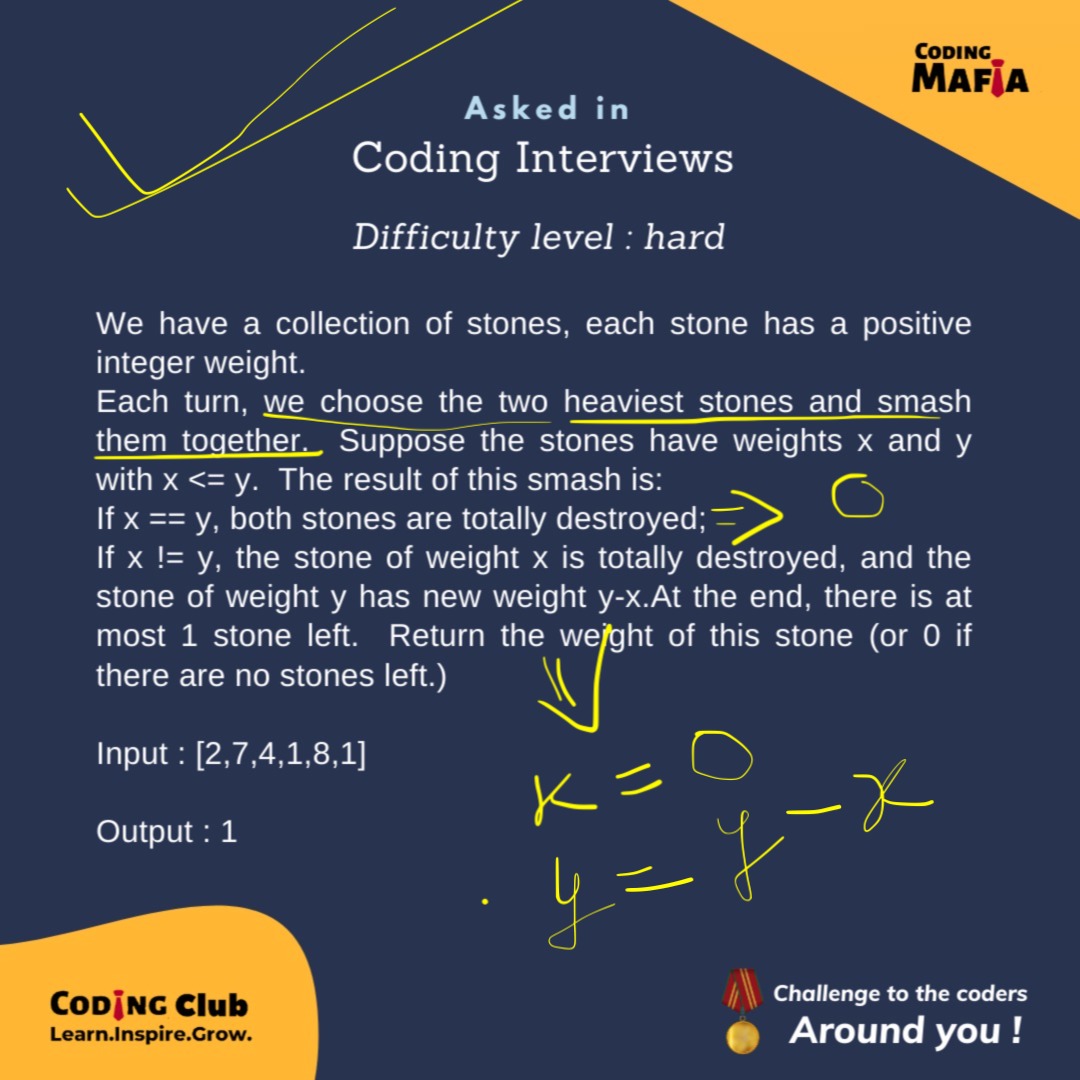 CODING
MAFIA
Asked in
Coding Interviews
Difficulty level : hard
We have a collection of stones, each stone has a positive
integer weight.
Each turn, we choose the two heaviest stones and smash
them together. Suppose the stones have weights x and y
with x <= y. The result of this smash is:
If x == y, both stones are totally destroyed; => 0
If x != y, the stone of weight x is totally destroyed, and the
stone of weight y has new weight y-x.At the end, there is at
most 1 stone left. Return the weight of this stone (or 0 if
there are no stones left.)
Input : [2,7,4,1,8,1]
x = 0
Output : 1
y = y - x
CODING Club
Learn.Inspire.Grow.
Challenge to the coders
Around you !